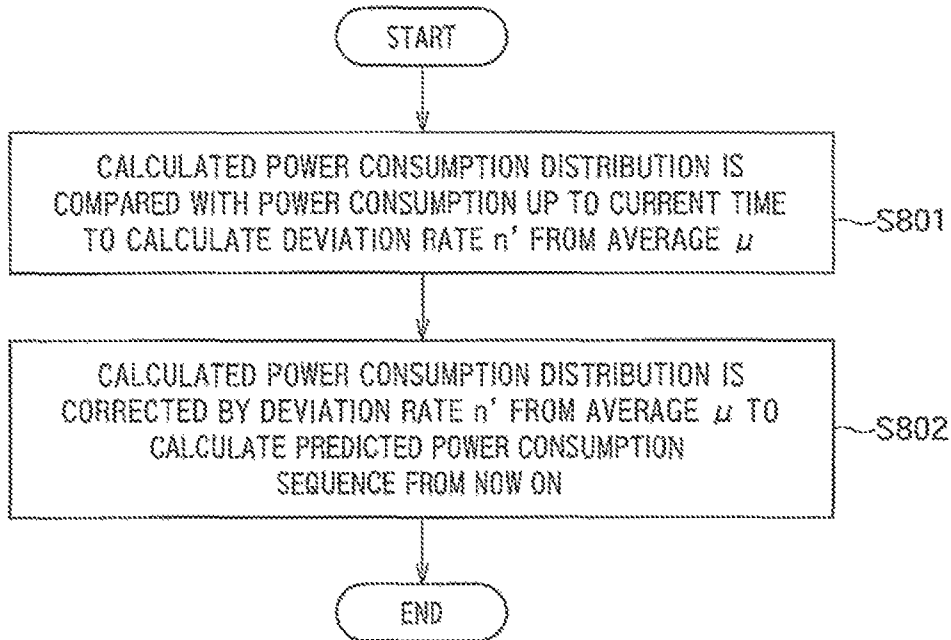 START
CALCULATED POWER CONSUMPTION DISTRIBUTION IS
COMPARED WITH POWER CONSUMPTION UP TO CURRENT TIME
TO CALCULATE DEVIATION RATE n' FROM AVERAGE μ
S801
CALCULATED POWER CONSUMPTION DISTRIBUTION IS
CORRECTED BY DEVIATION RATE n' FROM AVERAGE μ TO
CALCULATE PREDICTED POWER CONSUMPTION
SEQUENCE FROM NOW ON
S802
END